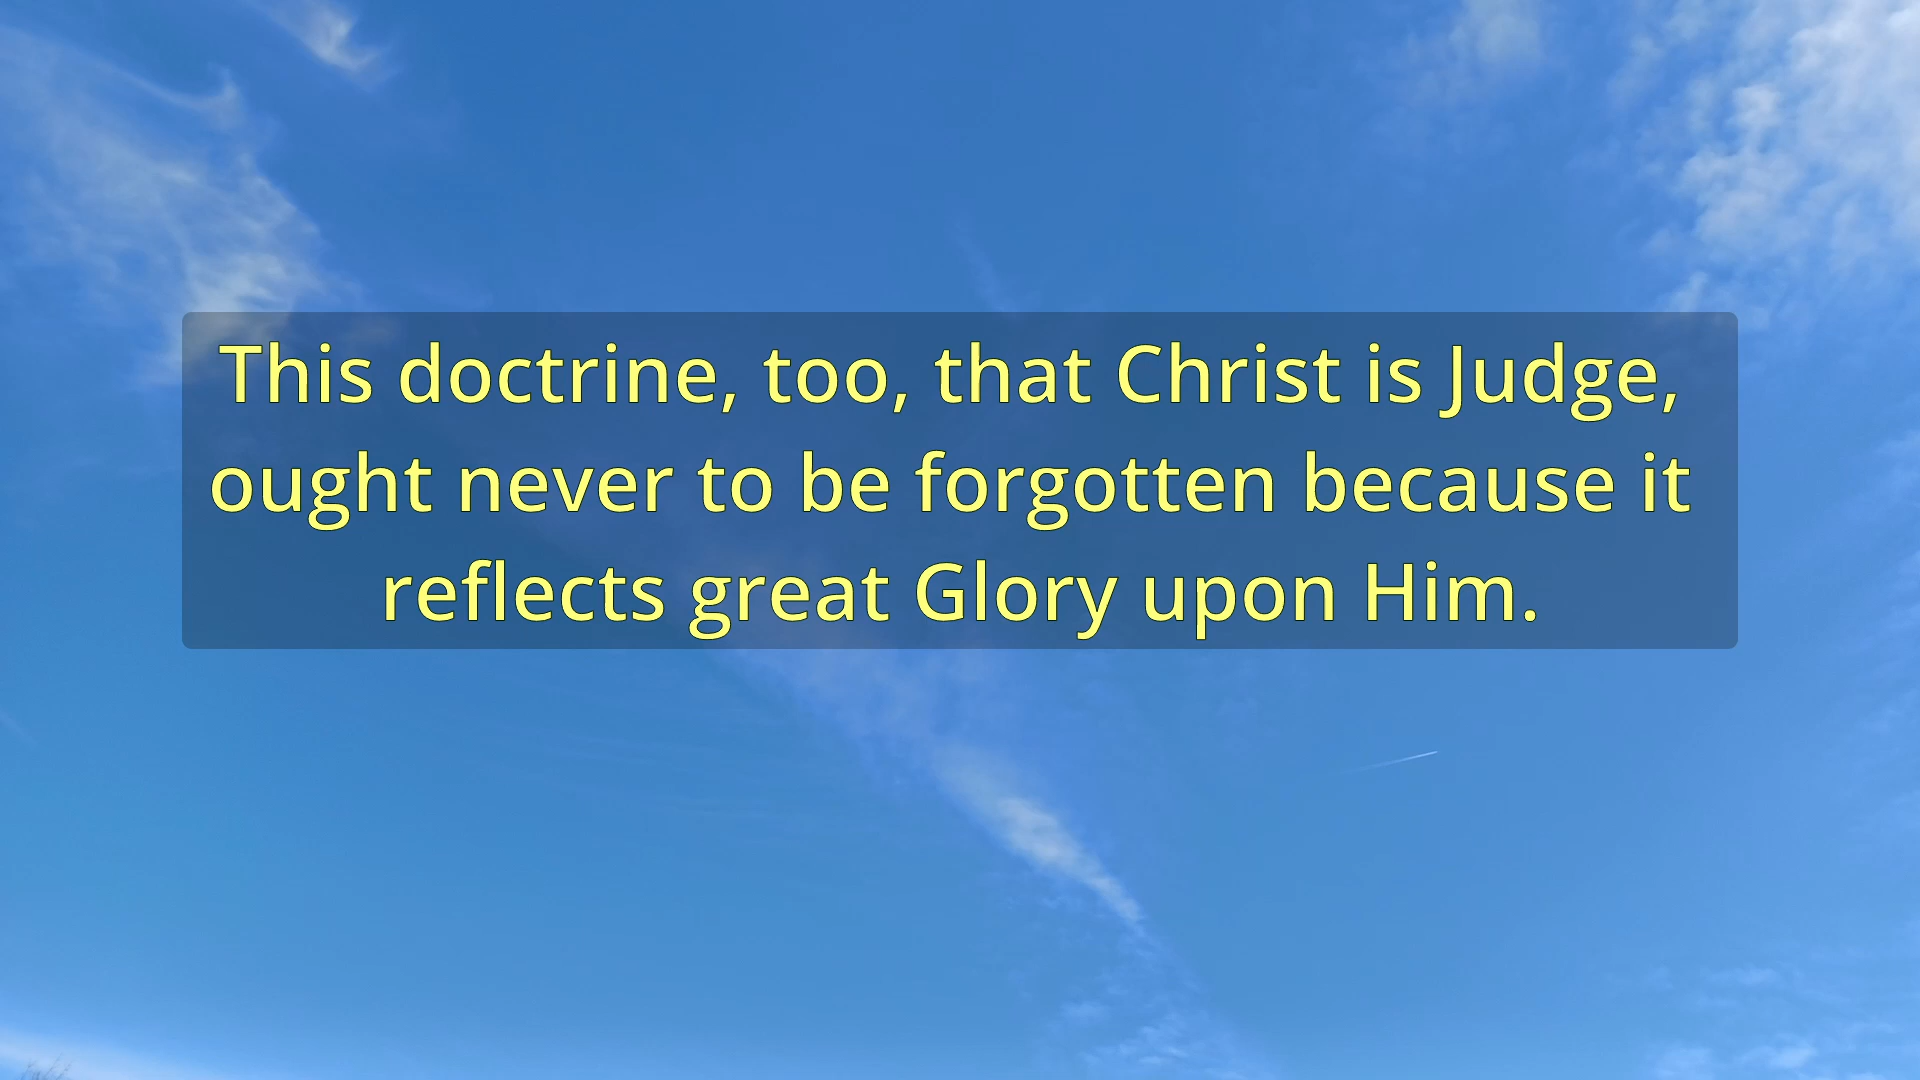 This doctrine, too, that Christ is Judge,
ought never to be forgotten because it
reflects great Glory upon Him.